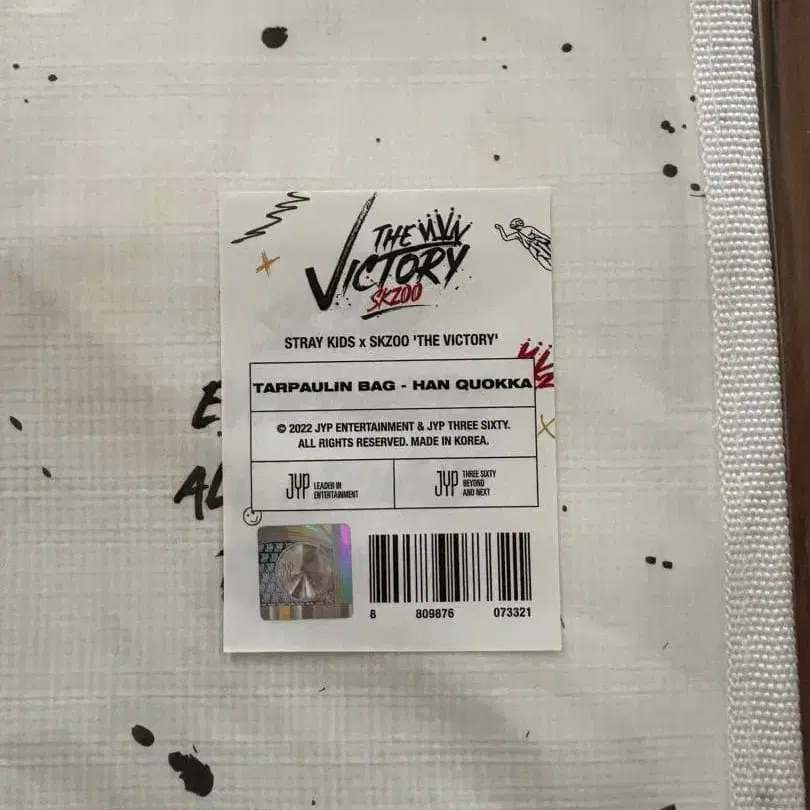 THE
VICTORY
SKZOO
STRAY KIDS x SKZOO 'THE VICTORY'
TARPAULIN BAG - HAN QUOKKA
© 2022 JYP ENTERTAINMENT & JYP THREE SIXTY.
ALL RIGHTS RESERVED. MADE IN KOREA.
JYP LEADER IN
ENTERTAINMENT
JYP THREE SIXTY
BEYOND
AND NEXT
8 809876 073321